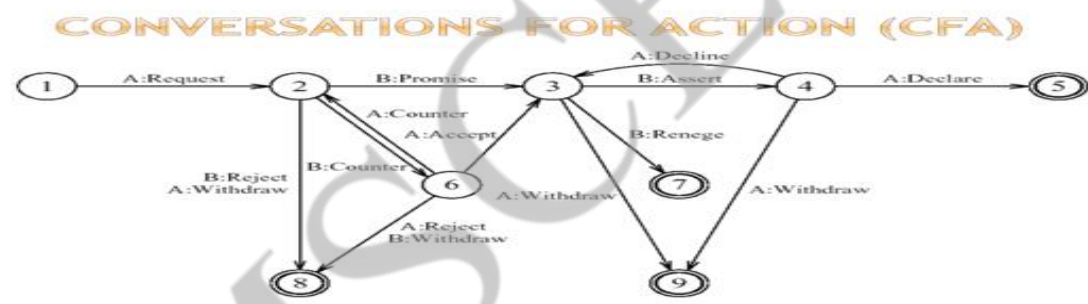 CONVERSATIONS FOR ACTION (CFA)
A:Decline
1 A:Request 2 B:Promise 3 B:Assert 4 A:Declare 5
A:Counter
A:Accept B:Renege
B:Reject B:Counter
A:Withdraw 6 A:Withdraw 7 A:Withdraw
A:Reject
B:Withdraw
8 9